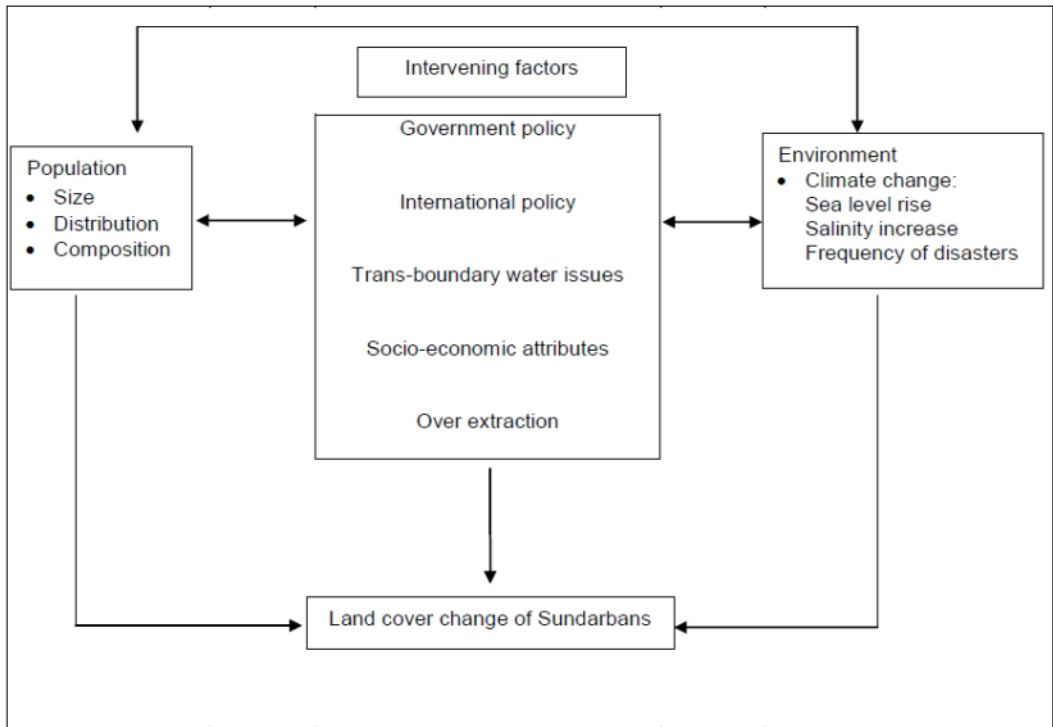 Intervening factors
Population
• Size
• Distribution
• Composition
Government policy
International policy
Trans-boundary water issues
Socio-economic attributes
Over extraction
Environment
• Climate change:
Sea level rise
Salinity increase
Frequency of disasters
Land cover change of Sundarbans